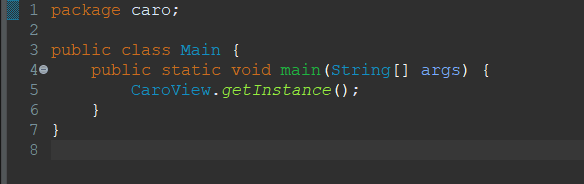 1 package caro;
2
3 public class Main {
4     public static void main(String[] args) {
5         CaroView.getInstance();
6     }
7 }
8